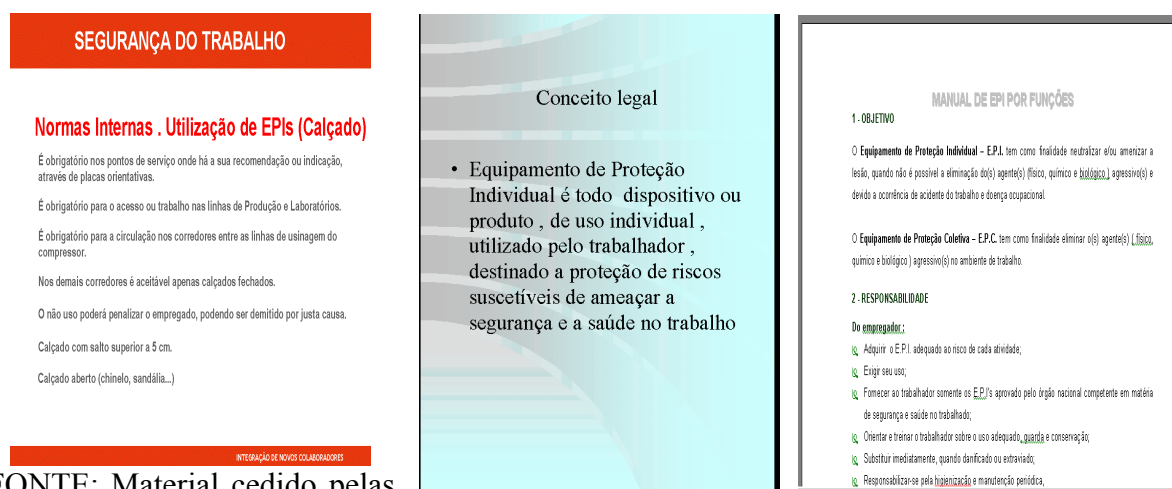 SEGURANÇA DO TRABALHO
Normas Internas . Utilização de EPIs (Calçado)
É obrigatório nos pontos de serviço onde há a sua recomendação ou indicação,
através de placas orientativas.
É obrigatório para o acesso ou trabalho nas linhas de Produção e Laboratórios.
É obrigatório para a circulação nos corredores entre as linhas de usinagem do
compressor.
Nos demais corredores é aceitável apenas calçados fechados.
O não uso poderá penalizar o empregado, podendo ser demitido por justa causa.
Calçado com salto superior a 5 cm.
Calçado aberto (chinelo, sandália...)
INTEGRAÇÃO DE NOVOS COLABORADORES
FONTE: Material cedido pelas
Conceito legal
• Equipamento de Proteção
Individual é todo dispositivo ou
produto , de uso individual ,
utilizado pelo trabalhador ,
destinado a proteção de riscos
suscetíveis de ameaçar a
segurança e a saúde no trabalho
MANUAL DE EPI POR FUNÇÕES
1 - OBJETIVO
O Equipamento de Proteção Individual – E.P.I. tem como finalidade neutralizar e/ou amenizar a
lesão, quando não é possível a eliminação do(s) agente(s) (físico, químico e biológico ), agressivo(s) e
devido a ocorrência de acidente do trabalho e doença ocupacional.
O Equipamento de Proteção Coletiva – E.P.C. tem como finalidade eliminar o(s) agente(s) ( físico,
químico e biológico ) agressivo(s) no ambiente de trabalho.
2 - RESPONSABILIDADE
Do empregador :
Adquirir o E.P.I. adequado ao risco de cada atividade;
Exigir seu uso;
Fornecer ao trabalhador somente os E.P.I's aprovado pelo órgão nacional competente em matéria
de segurança e saúde no trabalho;
Orientar e treinar o trabalhador sobre o uso adequado, guarda e conservação;
Substituir imediatamente, quando danificado ou extraviado;
Responsabilizar-se pela higienização e manutenção periódica,